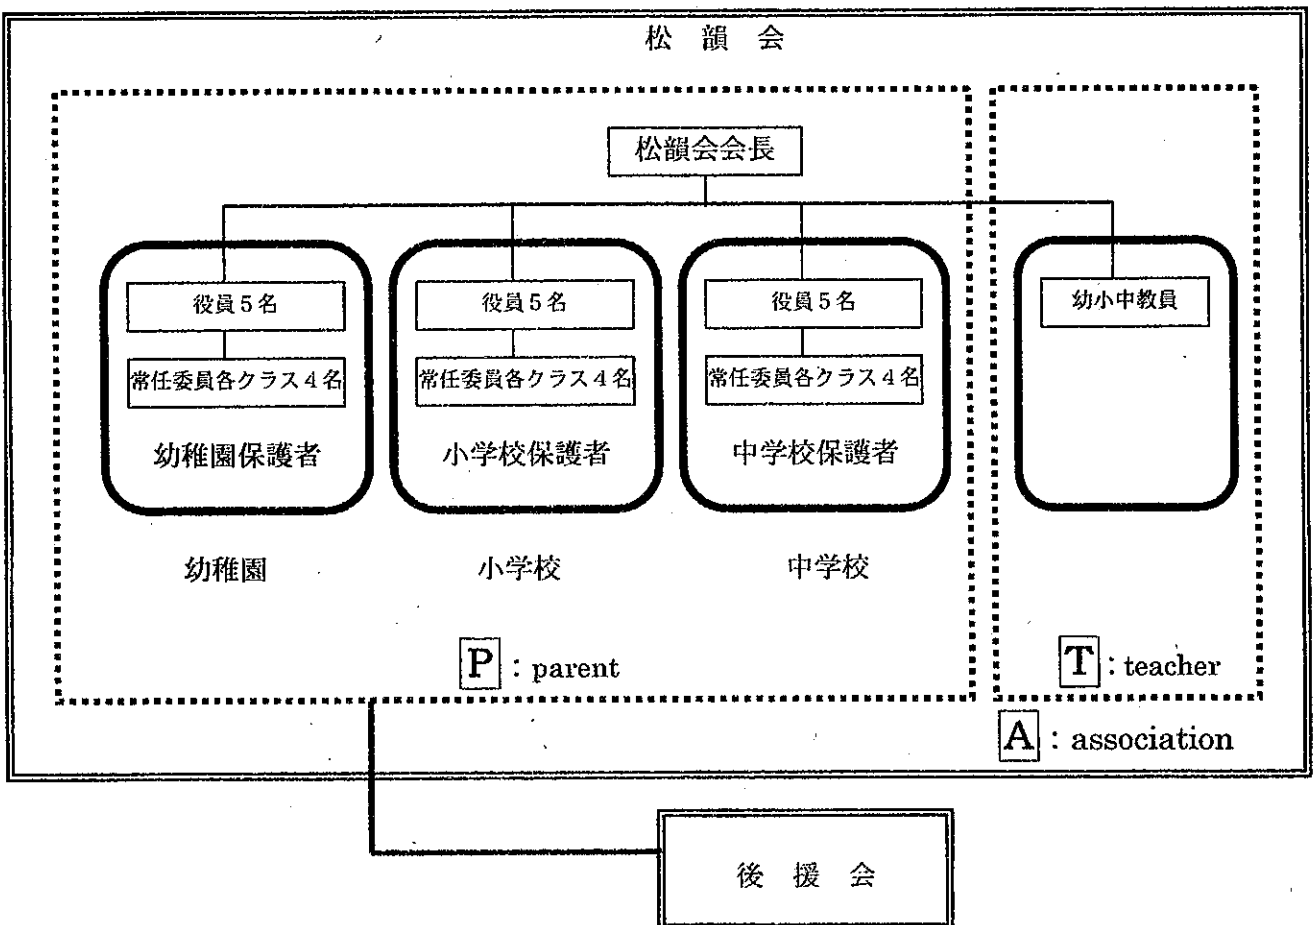 松韻会
松韻会会長
役員5名
役員5名
役員5名
幼小中教員
常任委員各クラス4名
常任委員各クラス4名
常任委員各クラス4名
幼稚園保護者
小学校保護者
中学校保護者
幼稚園
小学校
中学校
P:parent
T:teacher
A:association
後援会